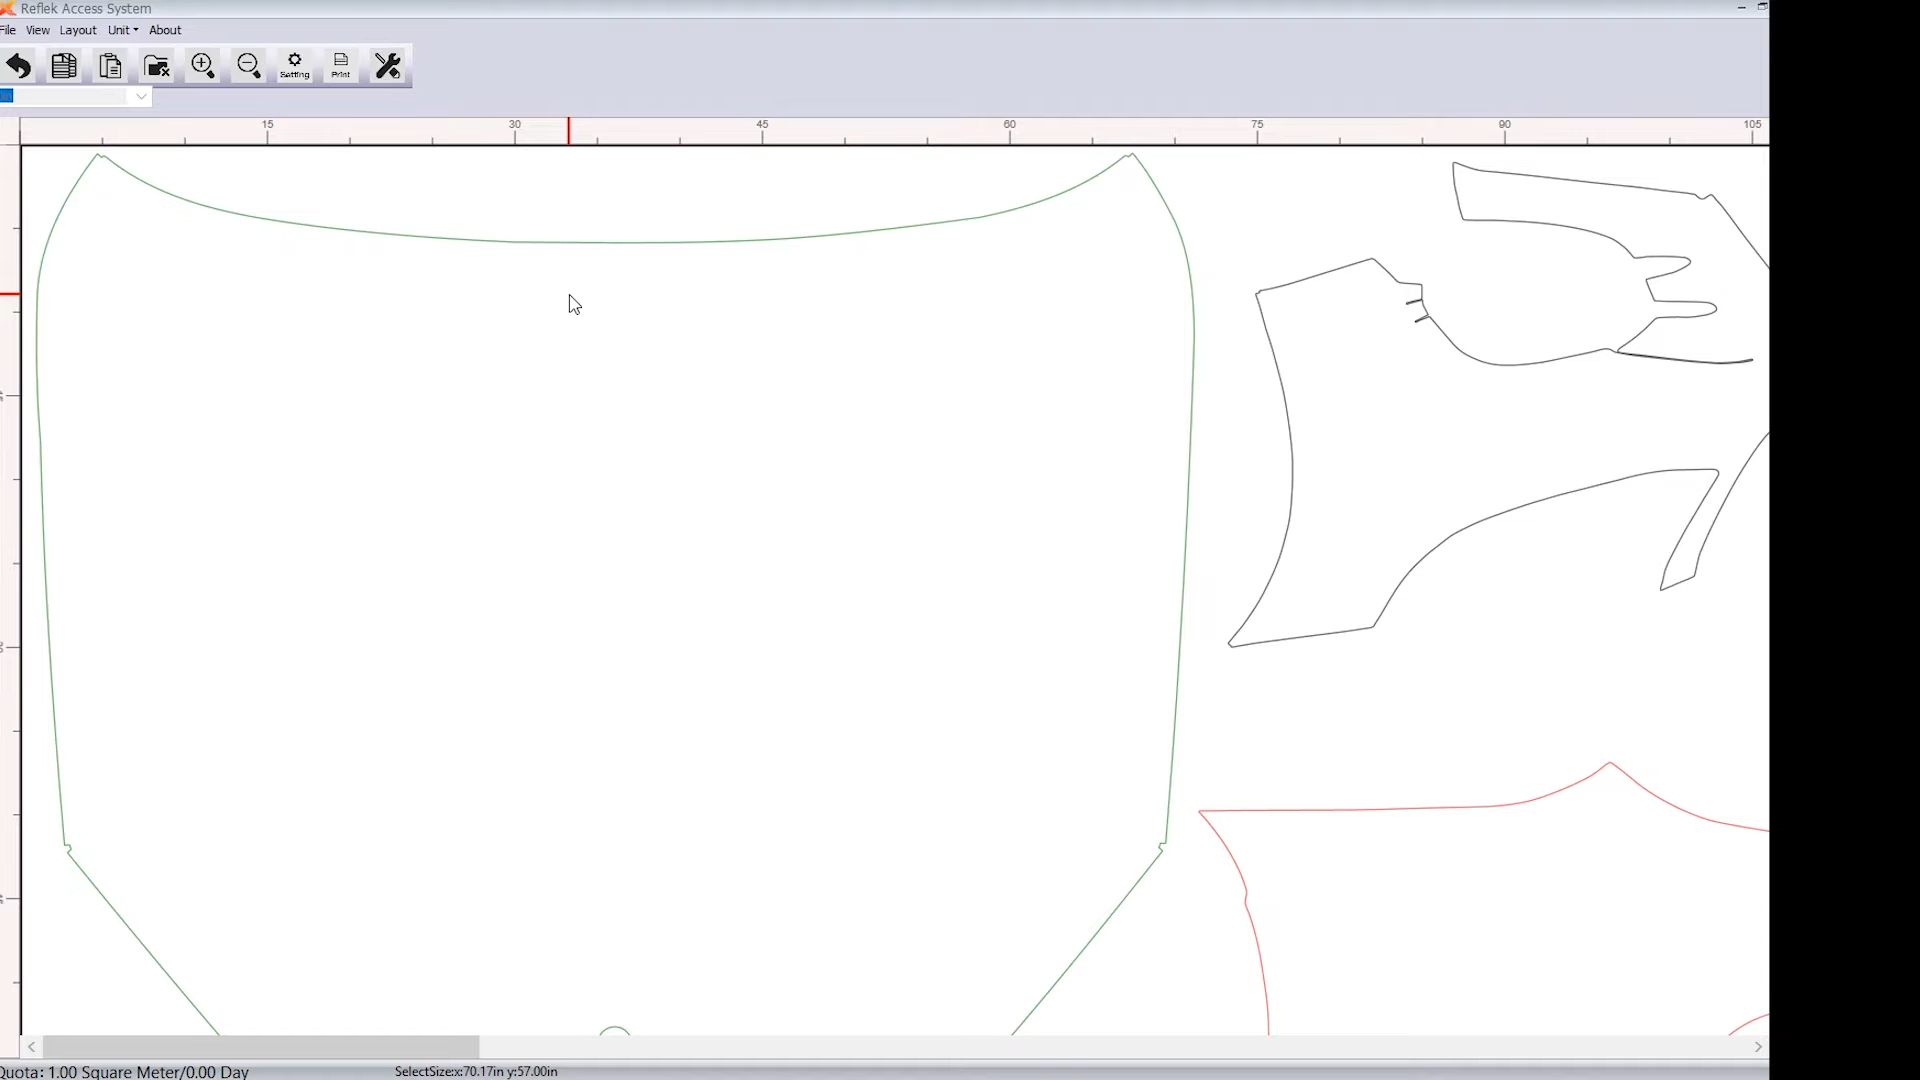 Reflek Access System
File View Layout Unit About
Setting Print
15 30 45 60 75 90 105
Quota: 1.00 Square Meter/0.00 Day SelectSize:x:70.17in y:57.00in